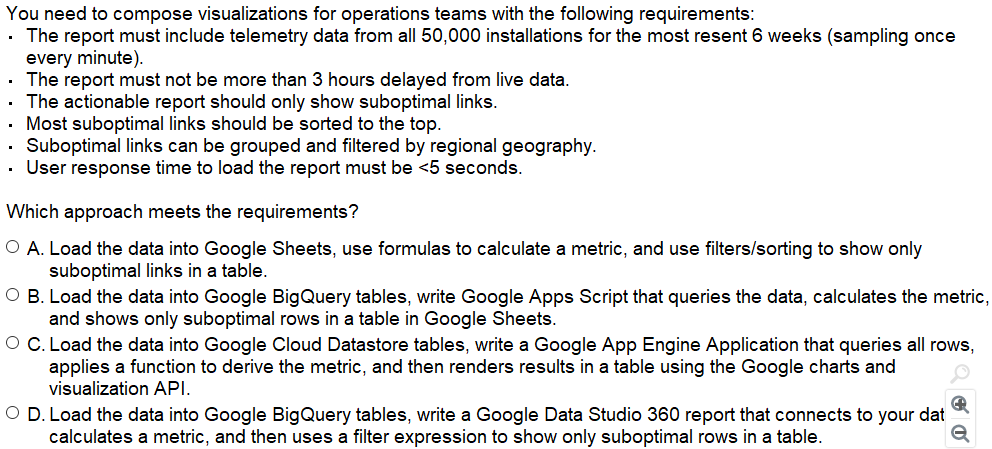 You need to compose visualizations for operations teams with the following requirements:
· The report must include telemetry data from all 50,000 installations for the most resent 6 weeks (sampling once
every minute).
· The report must not be more than 3 hours delayed from live data.
· The actionable report should only show suboptimal links.
· Most suboptimal links should be sorted to the top.
· Suboptimal links can be grouped and filtered by regional geography.
· User response time to load the report must be <5 seconds.
Which approach meets the requirements?
A. Load the data into Google Sheets, use formulas to calculate a metric, and use filters/sorting to show only
suboptimal links in a table.
B. Load the data into Google BigQuery tables, write Google Apps Script that queries the data, calculates the metric,
and shows only suboptimal rows in a table in Google Sheets.
C. Load the data into Google Cloud Datastore tables, write a Google App Engine Application that queries all rows,
applies a function to derive the metric, and then renders results in a table using the Google charts and
visualization API.
D. Load the data into Google BigQuery tables, write a Google Data Studio 360 report that connects to your dat
calculates a metric, and then uses a filter expression to show only suboptimal rows in a table.